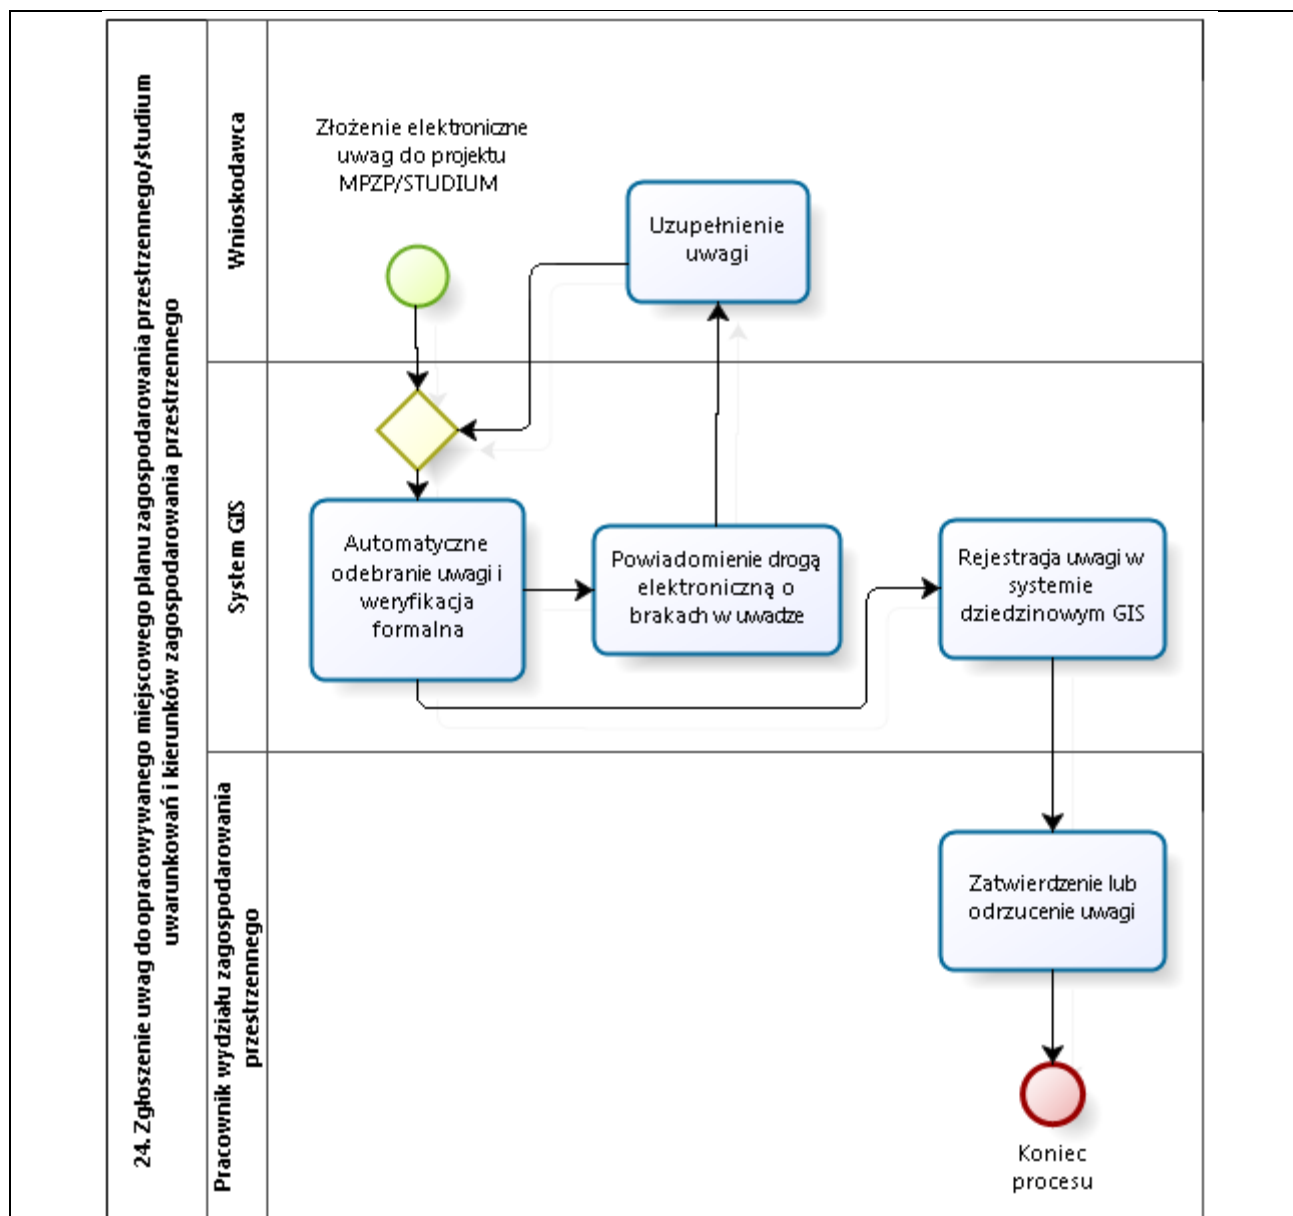 24. Zgłoszenie uwag do opracowywanego miejscowego planu zagospodarowania przestrzennego/studium
uwarunkowań i kierunków zagospodarowania przestrzennego
Wnioskodawca
Złożenie elektroniczne
uwag do projektu
MPZP/STUDIUM
Uzupełnienie
uwagi
System GIS
Automatyczne
odebranie uwagi i
weryfikacja
formalna
Powiadomienie drogą
elektroniczną o
brakach w uwadze
Rejestracja uwagi w
systemie
dziedzinowym GIS
Pracownik wydziału zagospodarowania
przestrzennego
Zatwierdzenie lub
odrzucenie uwagi
Koniec
procesu